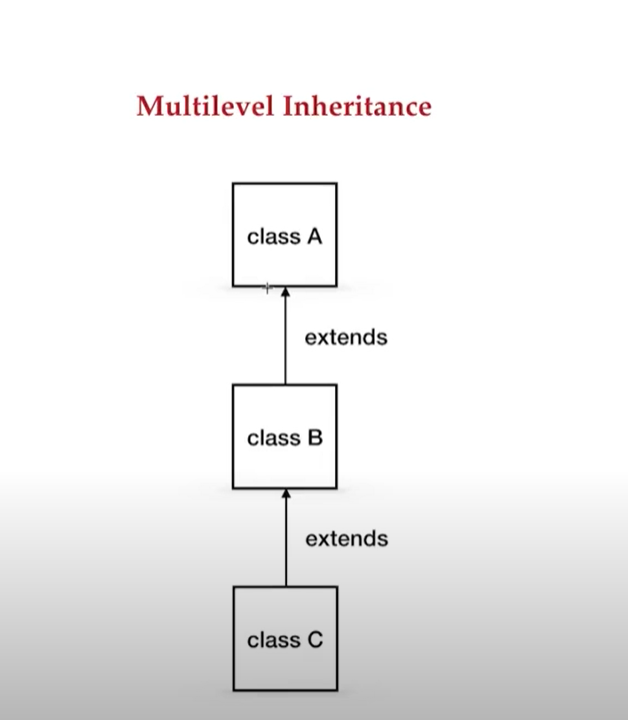 Multilevel Inheritance
class A
extends
class B
extends
class C